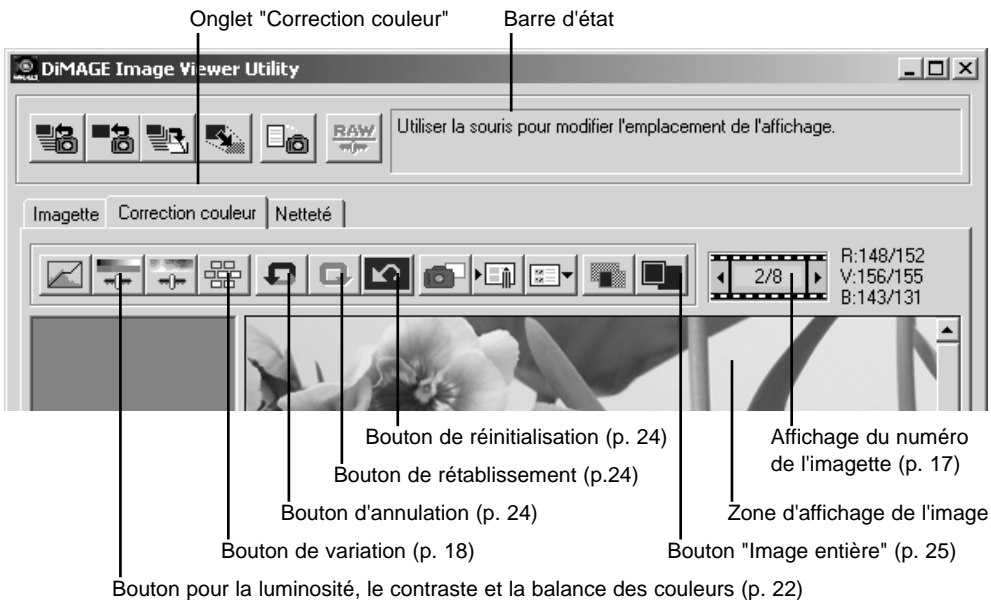 Onglet "Correction couleur"
Barre d'état
DiMAGE Image Viewer Utility
RAW
Utiliser la souris pour modifier l'emplacement de l'affichage.
Imagette
Correction couleur
Netteté
2/8
R:148/152
V:156/155
B:143/131
Bouton de réinitialisation (p. 24)
Affichage du numéro
de l'imagette (p. 17)
Bouton de rétablissement (p.24)
Bouton d'annulation (p. 24)
Zone d'affichage de l'image
Bouton de variation (p. 18)
Bouton "Image entière" (p. 25)
Bouton pour la luminosité, le contraste et la balance des couleurs (p. 22)